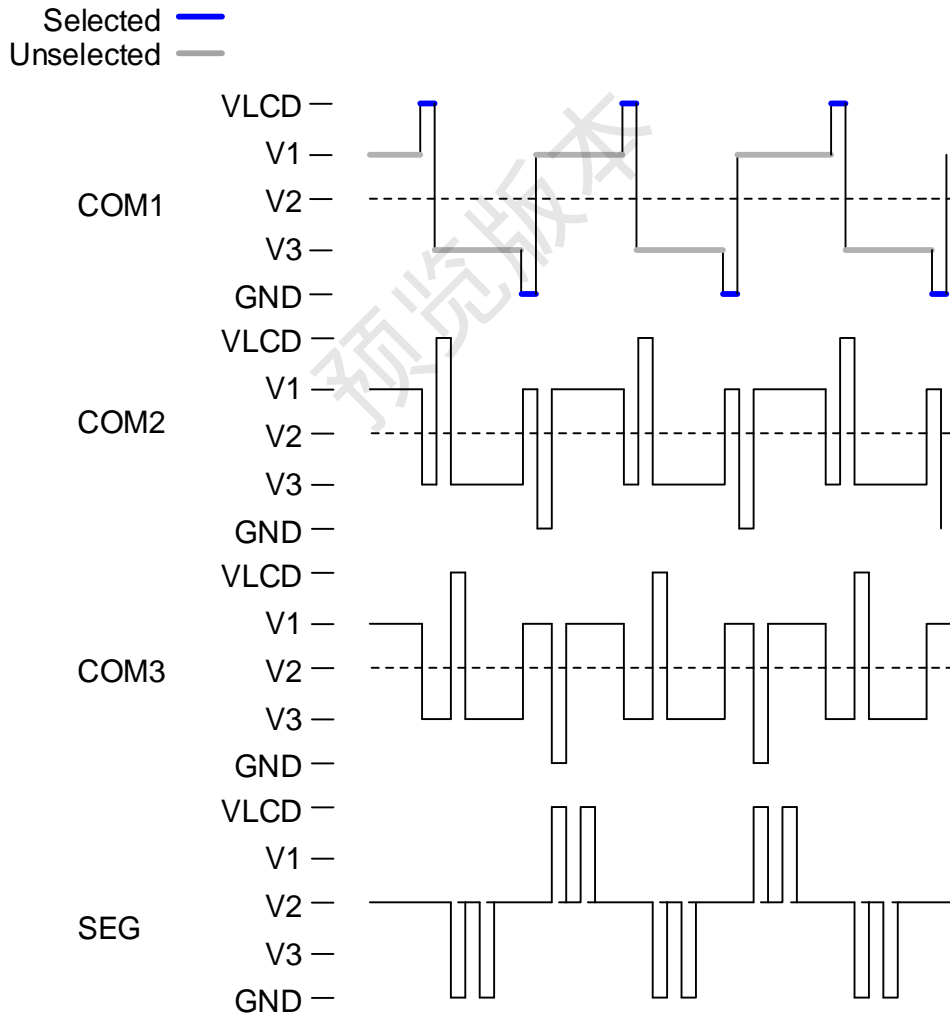 Selected
Unselected
VLCD
V1
COM1
V2
V3
GND
VLCD
V1
COM2
V2
V3
GND
VLCD
V1
COM3
V2
V3
GND
VLCD
V1
V2
SEG
V3
GND
预览版本